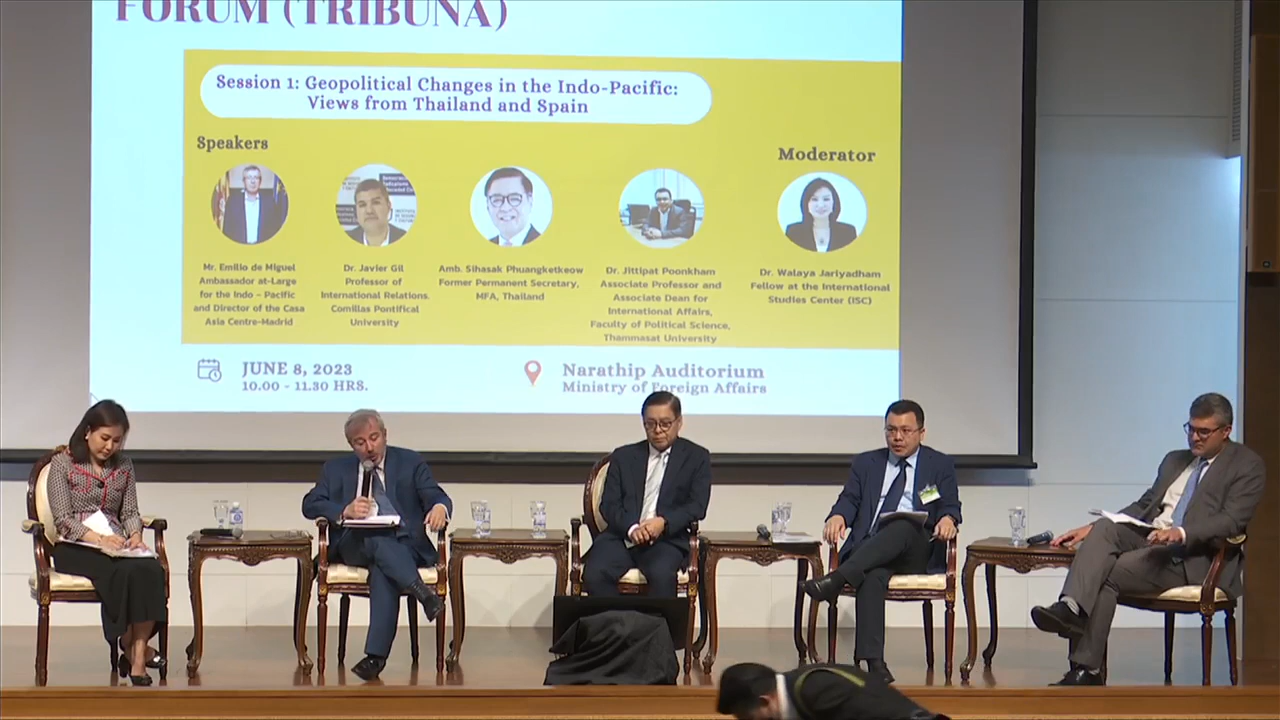 FORUM (TRIBUNA)
Session 1: Geopolitical Changes in the Indo-Pacific:
Views from Thailand and Spain
Speakers
Moderator
Mr. Emilio de Miguel
Ambassador at-Large
for the Indo - Pacific
and Director of the Casa
Asia Centre-Madrid
Dr. Javier Gil
Professor of
International Relations.
Comillas Pontifical
University
Amb. Sihasak Phuangketkeow
Former Permanent Secretary,
MFA, Thailand
Dr. Jittipat Poonkham
Associate Professor and
Associate Dean for
International Affairs,
Faculty of Political Science,
Thammasat University
Dr. Walaya Jariyadham
Fellow at the International
Studies Center (ISC)
JUNE 8, 2023
10.00 - 11.30 HRS.
Narathip Auditorium
Ministry of Foreign Affairs